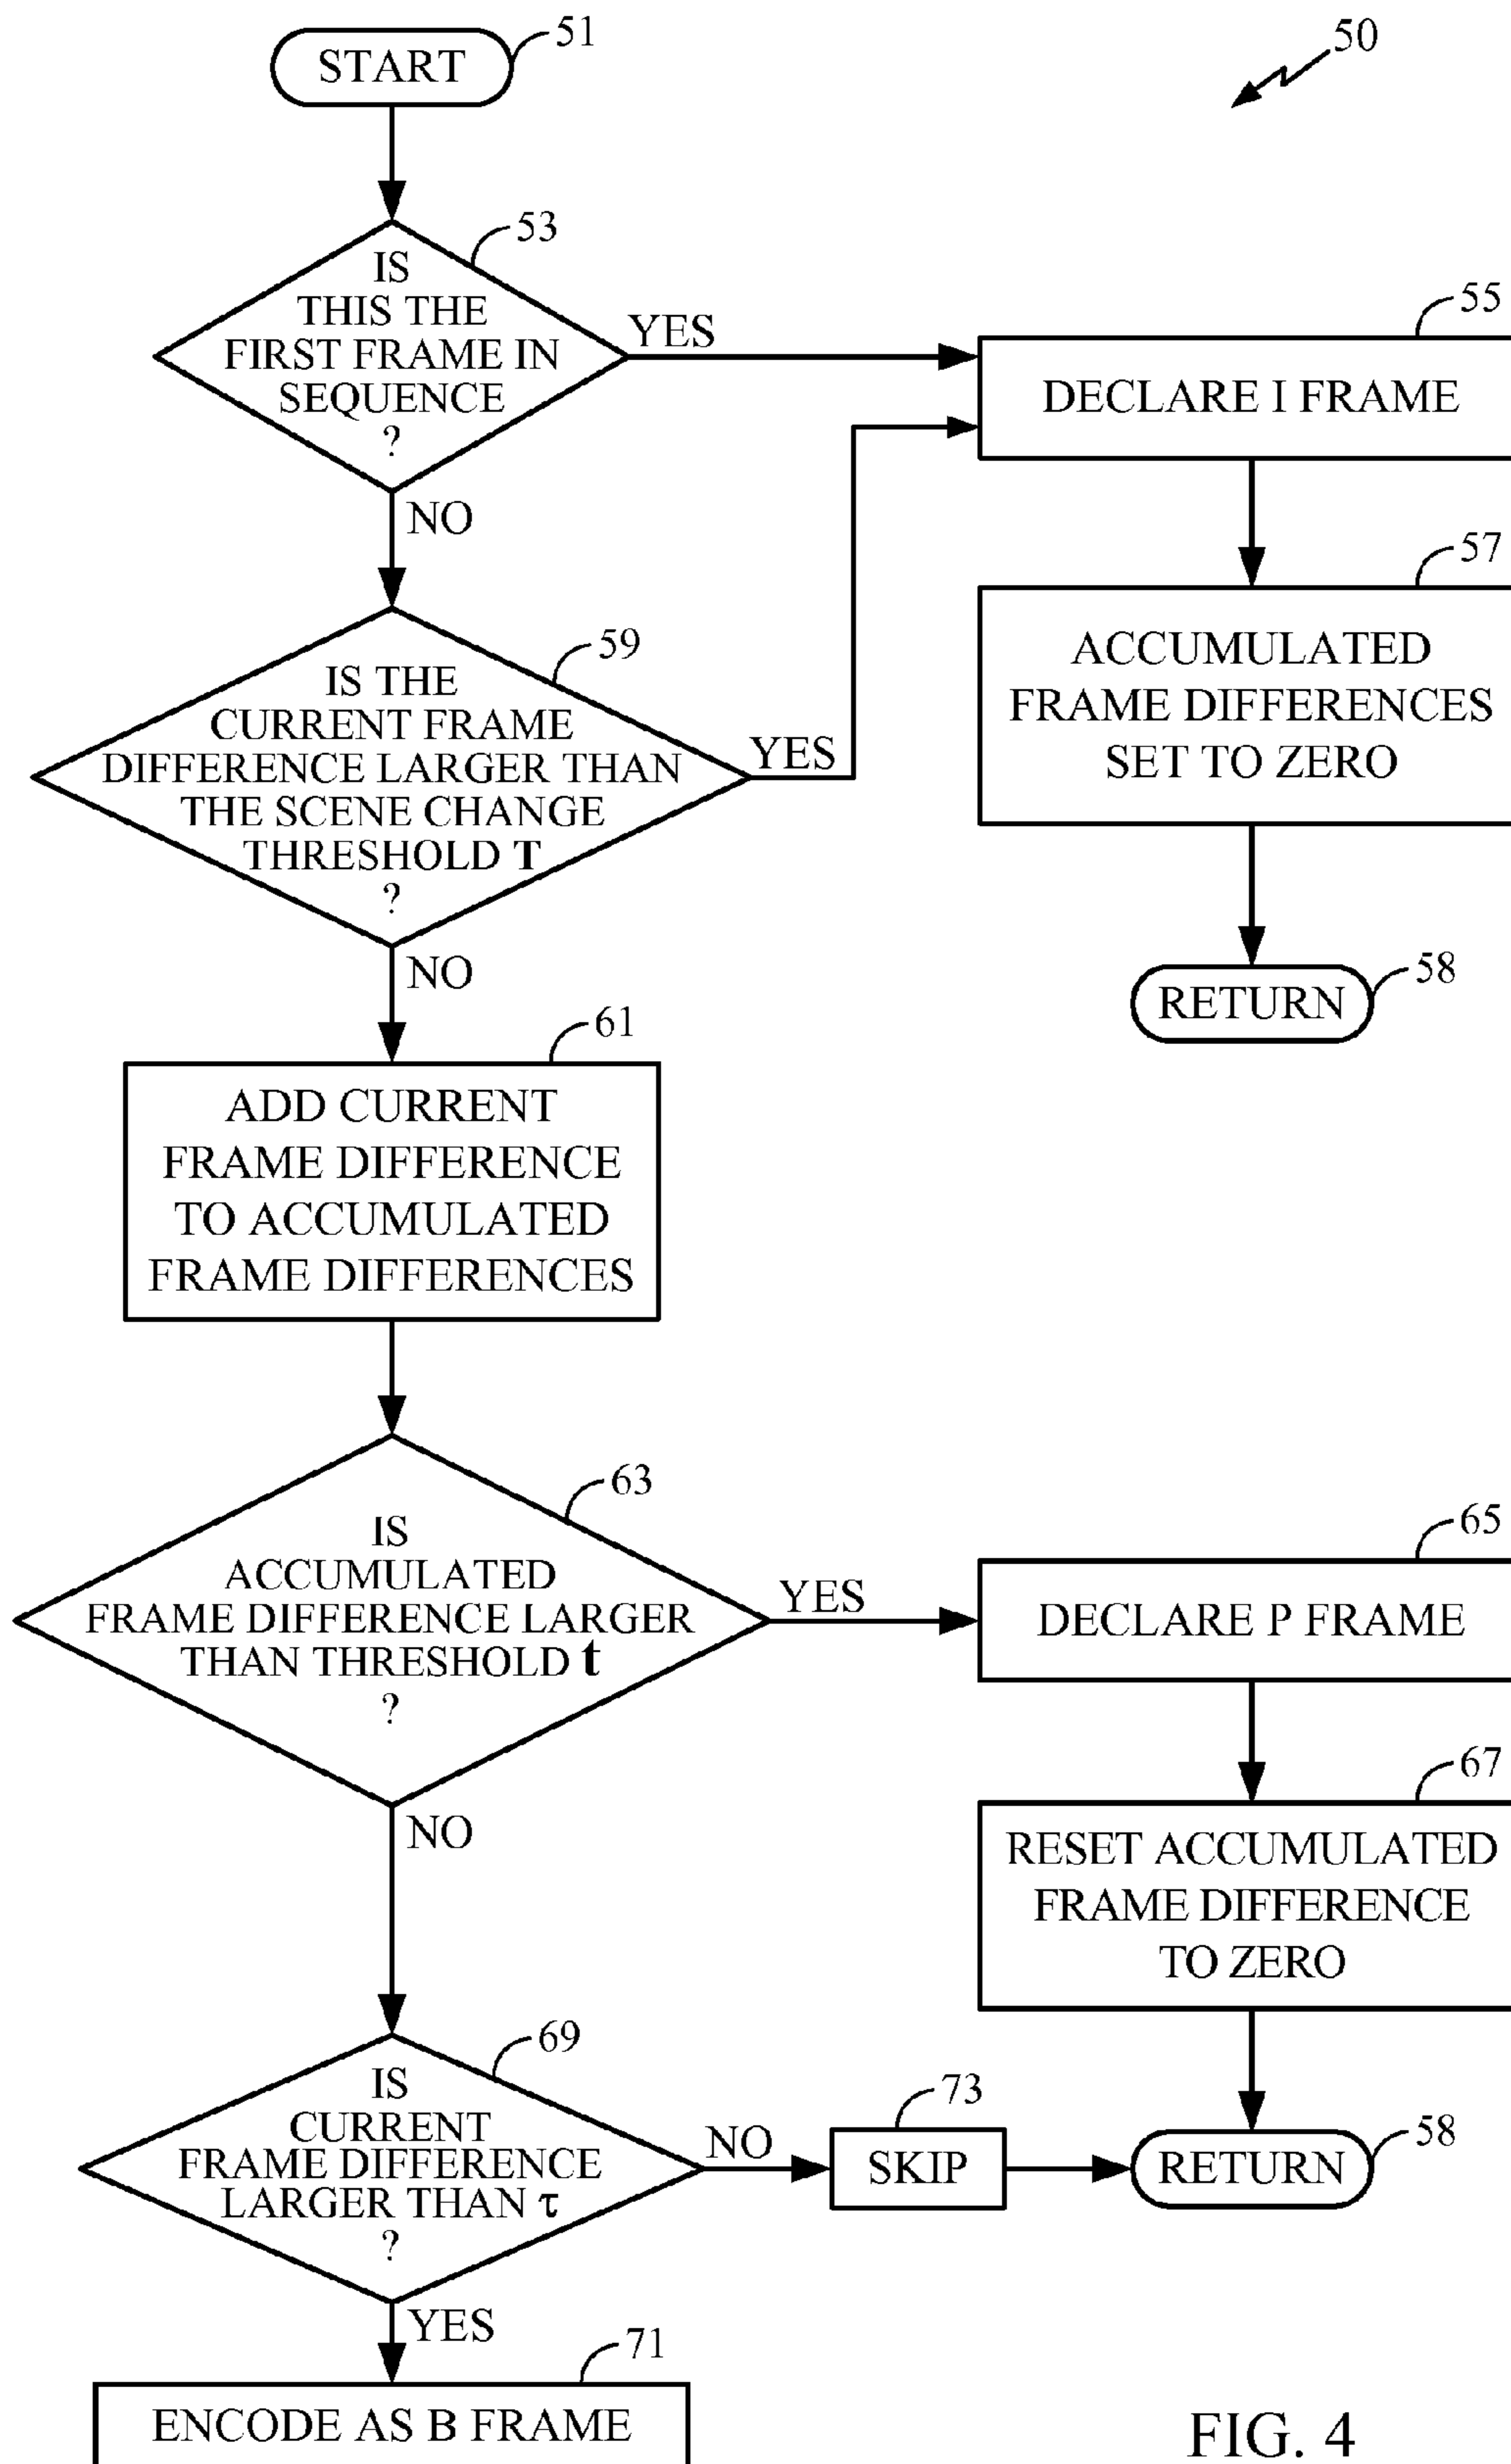 START
51
50
53
IS
THIS THE
FIRST FRAME IN
SEQUENCE
?
YES
NO
55
DECLARE I FRAME
57
ACCUMULATED
FRAME DIFFERENCES
SET TO ZERO
58
RETURN
59
IS THE
CURRENT FRAME
DIFFERENCE LARGER THAN
THE SCENE CHANGE
THRESHOLD T
?
YES
NO
61
ADD CURRENT
FRAME DIFFERENCE
TO ACCUMULATED
FRAME DIFFERENCES
63
IS
ACCUMULATED
FRAME DIFFERENCE LARGER
THAN THRESHOLD t
?
YES
NO
65
DECLARE P FRAME
67
RESET ACCUMULATED
FRAME DIFFERENCE
TO ZERO
69
IS
CURRENT
FRAME DIFFERENCE
LARGER THAN τ
?
NO
73
SKIP
58
RETURN
YES
71
ENCODE AS B FRAME
FIG. 4